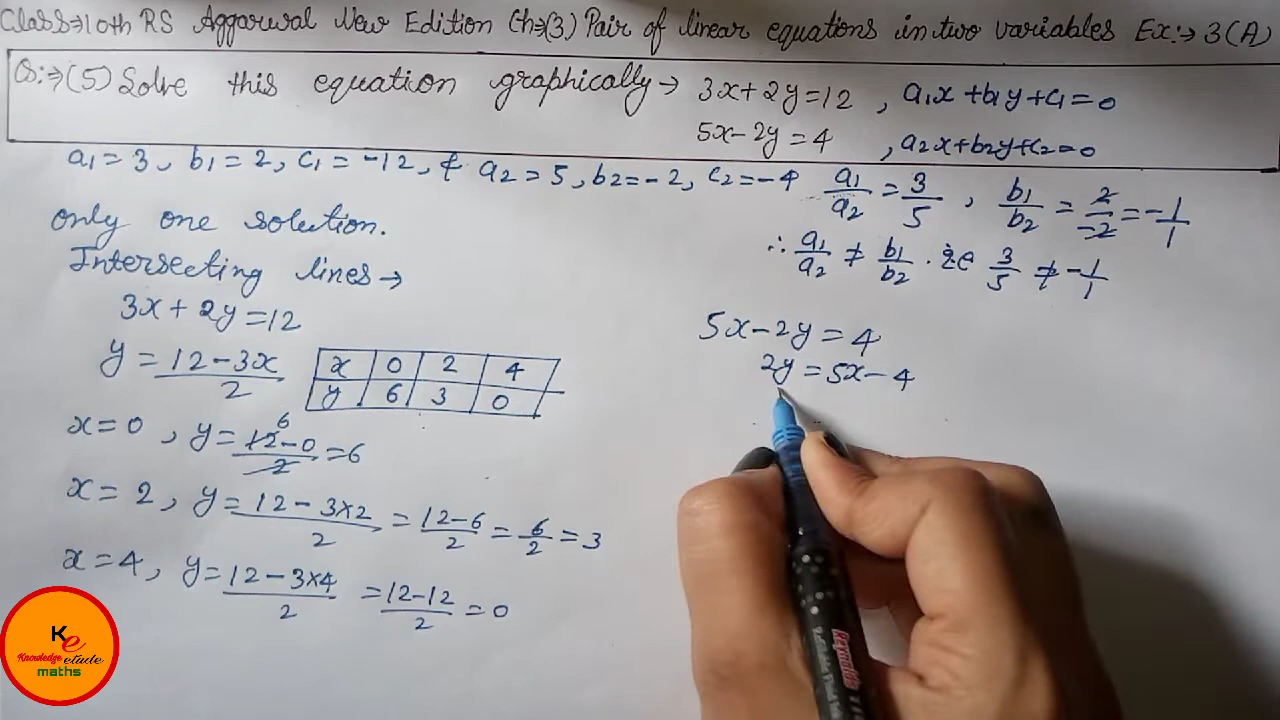 Class→10th RS Aggarwal New Edition Ch→(3) Pair of linear equations in two variables Ex:→ 3(A)
Q:→(5) Solve this equation graphically→ 3x+2y=12 , a₁x+b₁y+c₁=0
5x-2y=4 , a₂x+b₂y+c₂=0
a₁=3, b₁=2, c₁=-12, & a₂=5, b₂=-2, c₂=-4
a₁/a₂ = 3/5 , b₁/b₂ = 2/-2 = -1/1
only one solution.
∴ a₁/a₂ ≠ b₁/b₂ . ie 3/5 ≠ -1/1
Intersecting lines→
3x+2y=12
y = 12-3x/2
x 0 2 4
y 6 3 0
x=0 , y = 12-0/2 = 6
6
x=2, y = 12-3×2/2 = 12-6/2 = 6/2 = 3
x=4, y = 12-3×4/2 = 12-12/2 = 0
5x-2y=4
2y=5x-4
Ke
Knowledge etade
maths
Reynolds